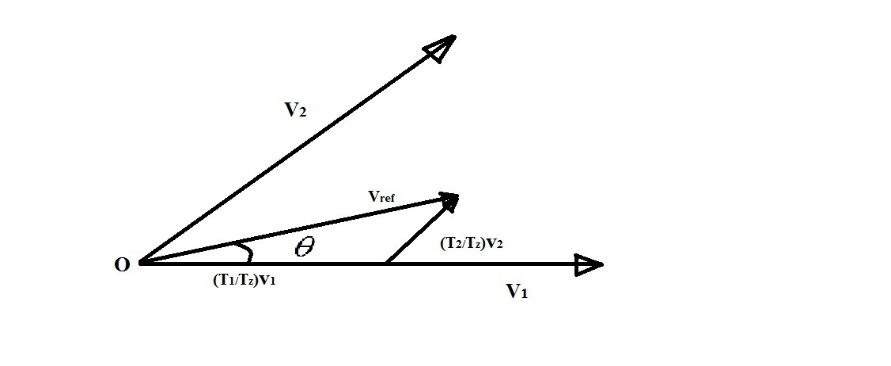 V2
Vref
θ
(T2/Tz)V2
O
(T1/Tz)V1
V1